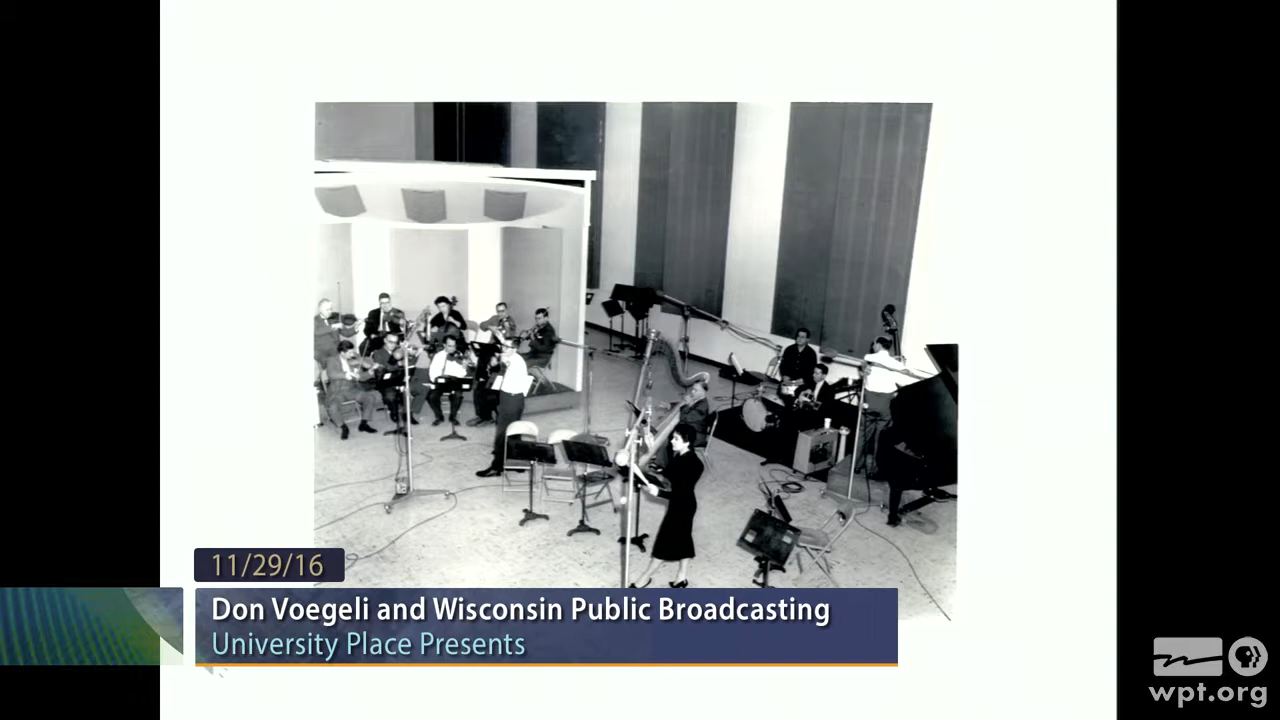 11/29/16
Don Voegeli and Wisconsin Public Broadcasting
University Place Presents
wpt.org